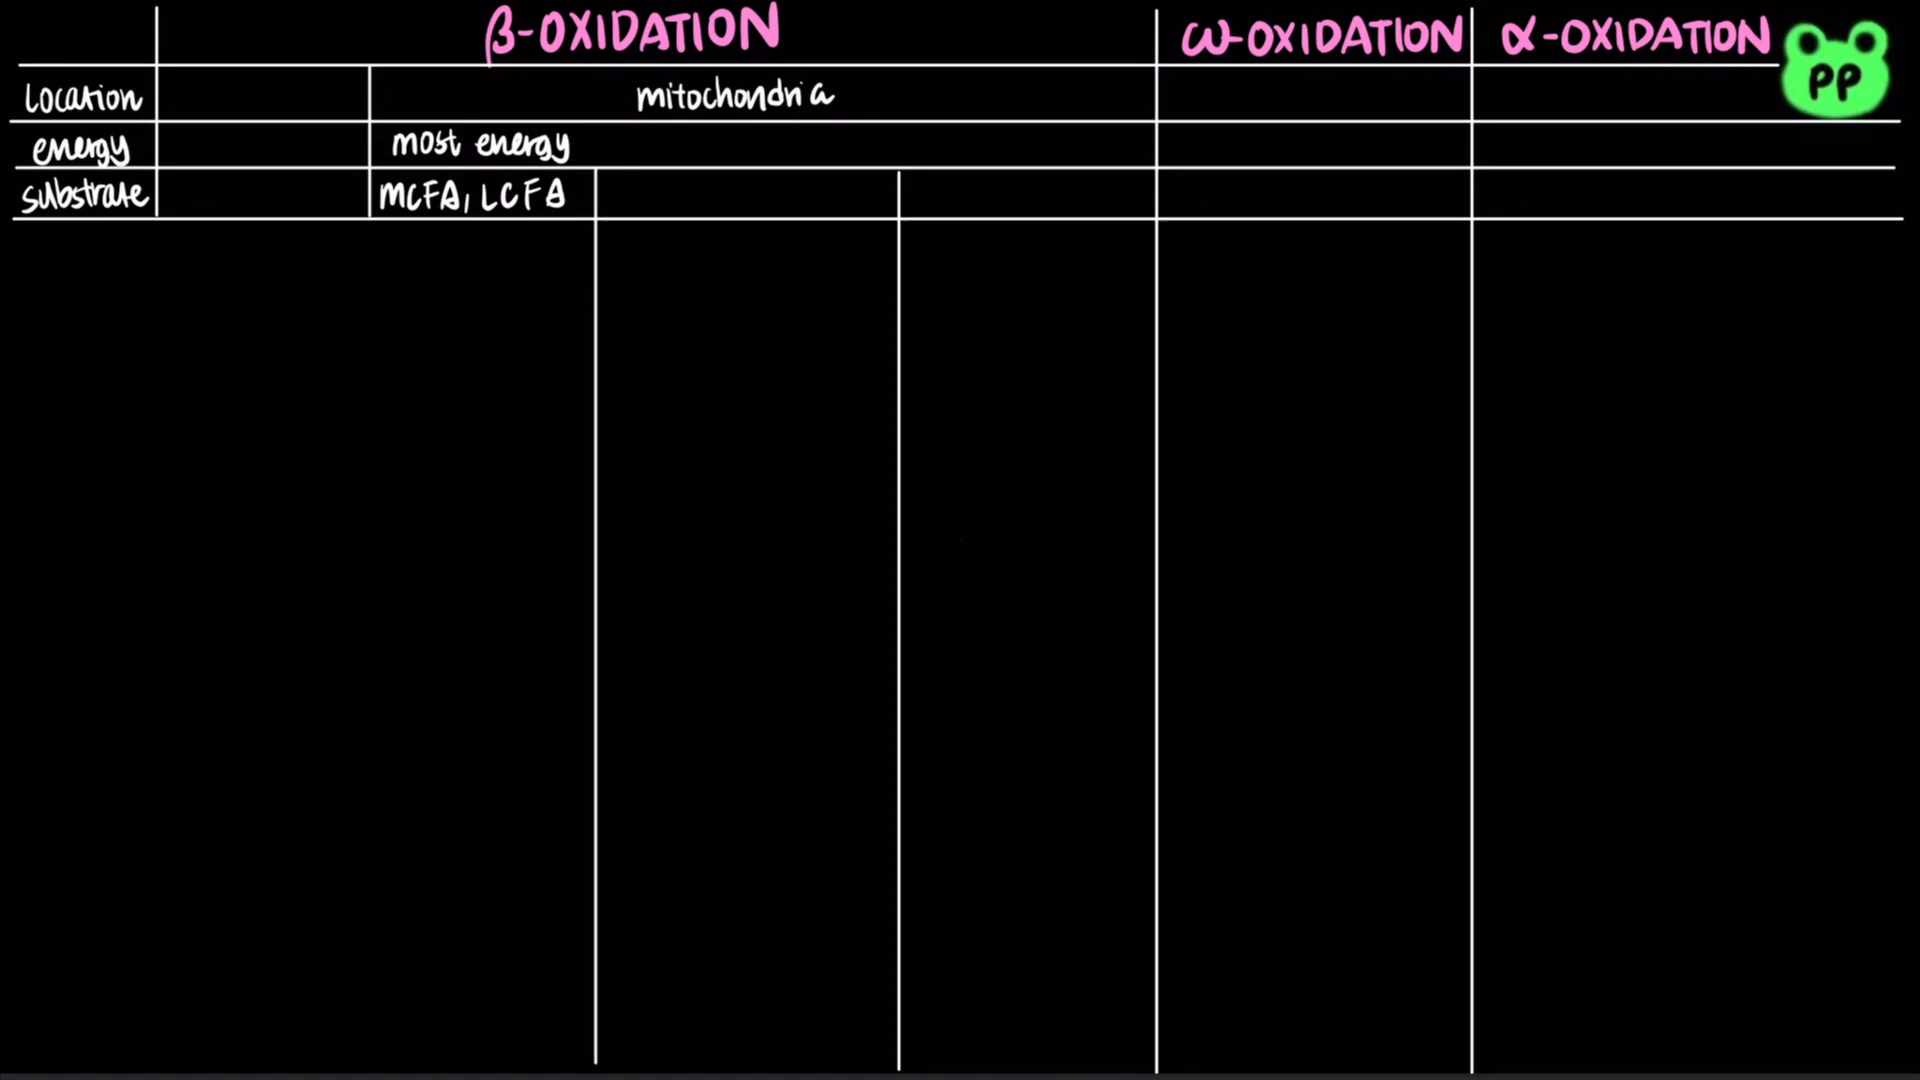 β-OXIDATION ω-OXIDATION α-OXIDATION
PP
location mitochondria
energy most energy
substrate MCFA, LCFA